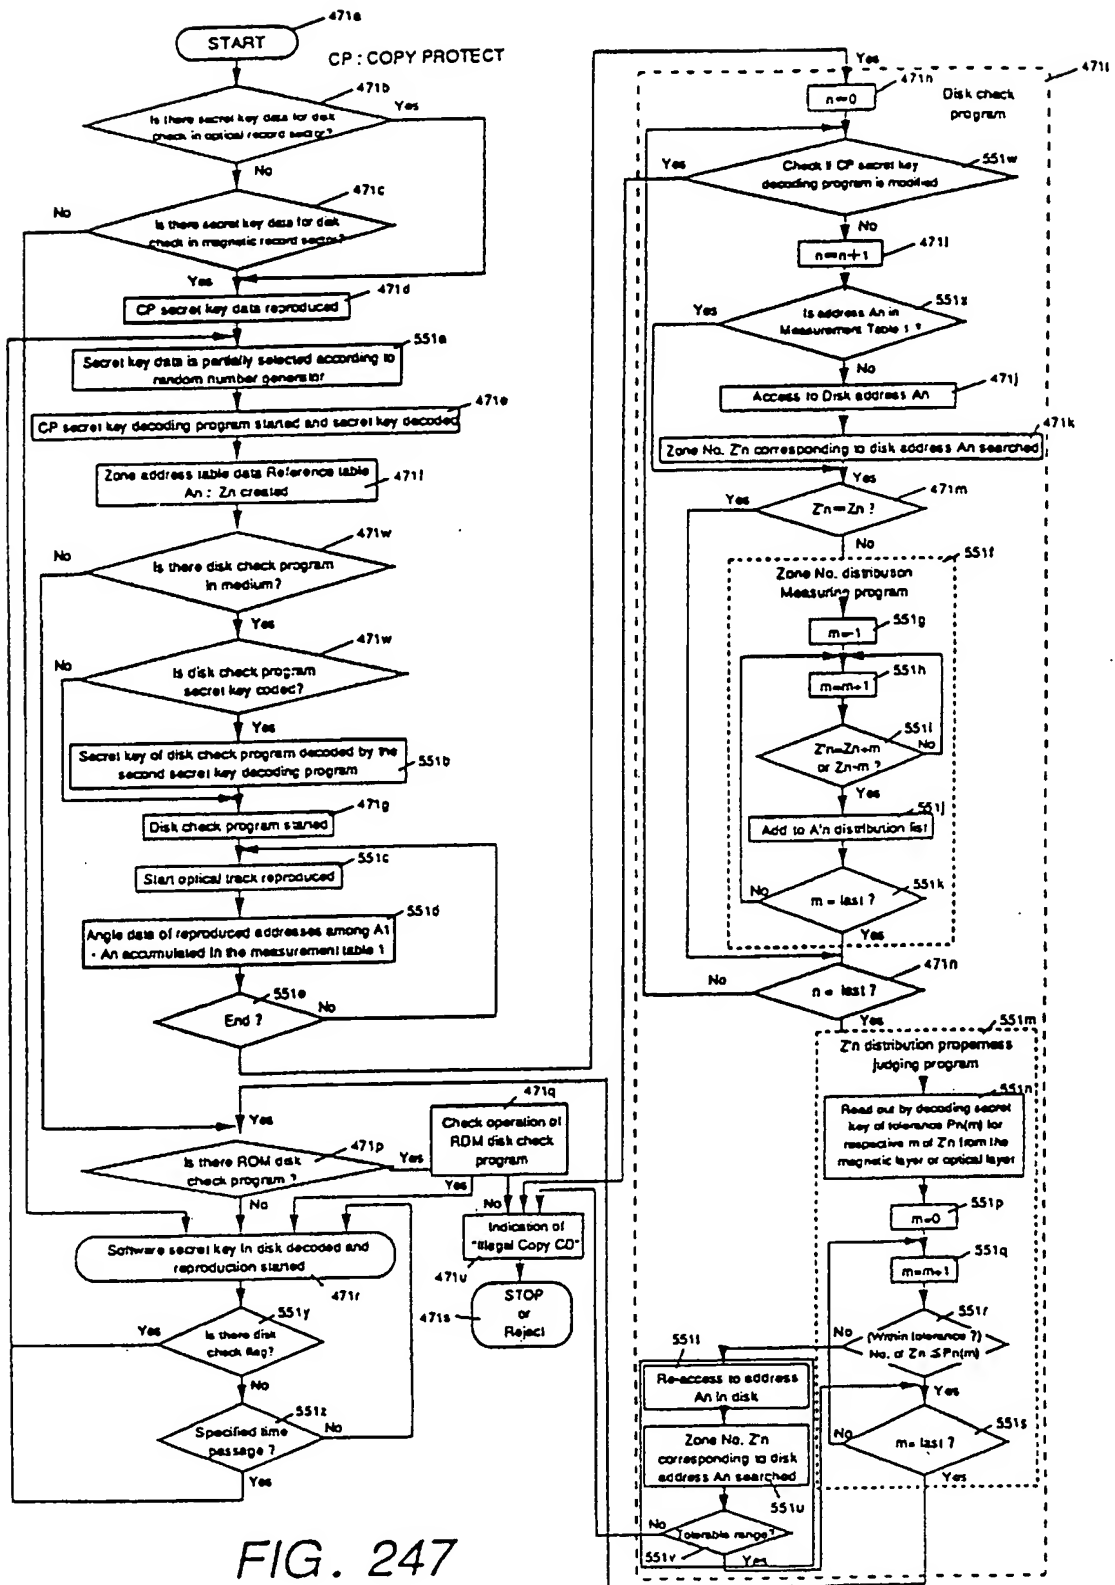 471a
START
CP : COPY PROTECT
471b
Is there secret key data for disk
check in optical record sector?
Yes
No
471c
No
Is there secret key data for disk
check in magnetic record sector?
Yes
471d
CP secret key data reproduced
551a
Secret key data is partially selected according to
random number generator
471e
CP secret key decoding program started and secret key decoded
Zone address table data Reference table
An : Zn created
471f
471w
No
Is there disk check program
in medium?
Yes
471w
No
Is disk check program
secret key coded?
Yes
Secret key of disk check program decoded by the
second secret key decoding program
551b
471g
Disk check program started
551c
Start optical track reproduced
551d
Angle data of reproduced addresses among A1
- An accumulated in the measurement table 1
551e
No
End ?
Yes
471p
Is there ROM disk
check program ?
Yes
No
471q
Check operation of
ROM disk check
program
Yes
No
Indication of
"Illegal Copy CD"
471u
STOP
or
Reject
471s
Software secret key in disk decoded and
reproduction started
471r
551y
Yes
Is there disk
check flag?
No
551z
No
Specified time
passage ?
Yes
Yes
471t
471h
n=0
Disk check
program
Yes
551w
Check if CP secret key
decoding program is modified
No
471i
n=n+1
551x
Yes
Is address An in
Measurement Table 1 ?
No
471j
Access to Disk address An
471k
Zone No. Z'n corresponding to disk address An searched
Yes
471m
Yes
Z'n=Zn ?
No
551f
Zone No. distribution
Measuring program
551g
m=-1
551h
m=m+1
551i
Z'n=Zn+m
or Zn-m ?
No
Yes
551j
Add to A'n distribution list
551k
No
m = last ?
Yes
471n
No
n = last ?
Yes
551m
Z'n distribution properness
judging program
551n
Read out by decoding secret
key of tolerance Pn(m) for
respective m of Z'n from the
magnetic layer or optical layer
551p
m=0
551q
m=m+1
551r
No
(Within tolerance ?)
No. of Zn ≤ Pn(m)
Yes
551s
No
m= last ?
Yes
551t
Re-access to address
An in disk
Zone No. Z'n
corresponding to disk
address An searched
551u
No
Tolerable range?
551v
Yes
FIG. 247